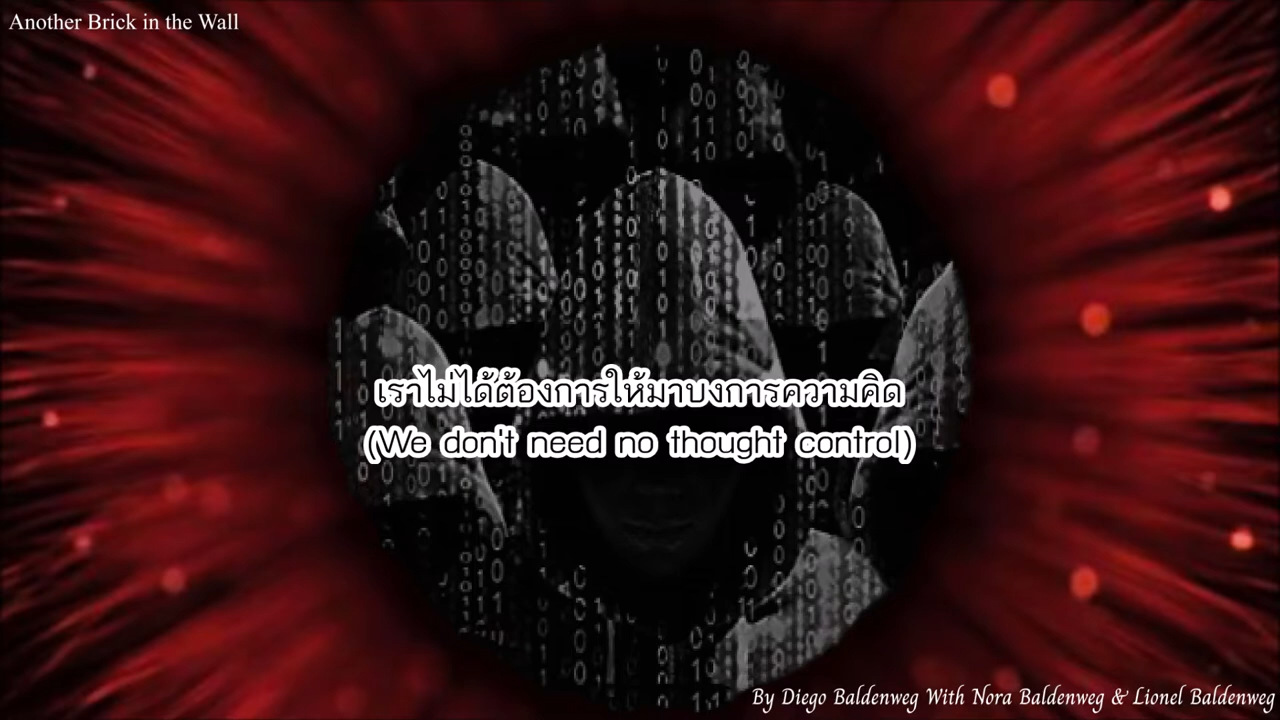 Another Brick in the Wall
เราไม่ได้ต้องการให้มาบงการความคิด
(We don't need no thought control)
By Diego Baldenweg With Nora Baldenweg & Lionel Baldenweg